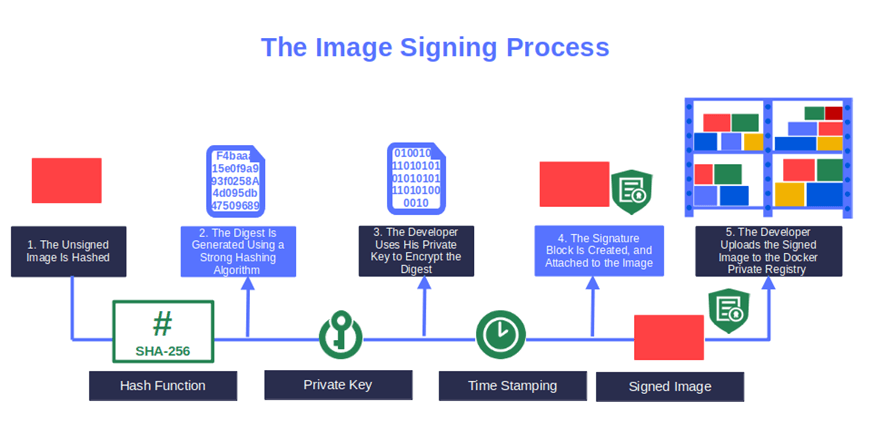 The Image Signing Process
F4baa
15e0f9a9
93f0258A
4d095db
47509689
010010
11010101
01010101
11010100
0010
1. The Unsigned
Image Is Hashed
2. The Digest Is
Generated Using a
Strong Hashing
Algorithm
3. The Developer
Uses His Private
Key to Encrypt the
Digest
4. The Signature
Block Is Created, and
Attached to the Image
5. The Developer
Uploads the Signed
Image to the Docker
Private Registry
#
SHA-256
Hash Function
Private Key
Time Stamping
Signed Image